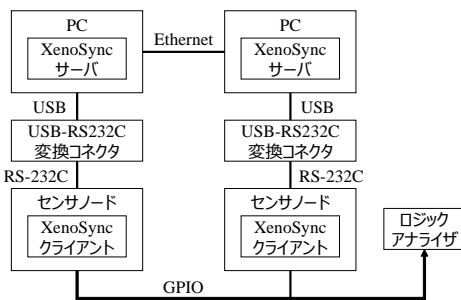 PC
XenoSync
サーバ
Ethernet
PC
XenoSync
サーバ
USB
USB
USB-RS232C
変換コネクタ
USB-RS232C
変換コネクタ
RS-232C
RS-232C
センサノード
XenoSync
クライアント
センサノード
XenoSync
クライアント
ロジック
アナライザ
GPIO